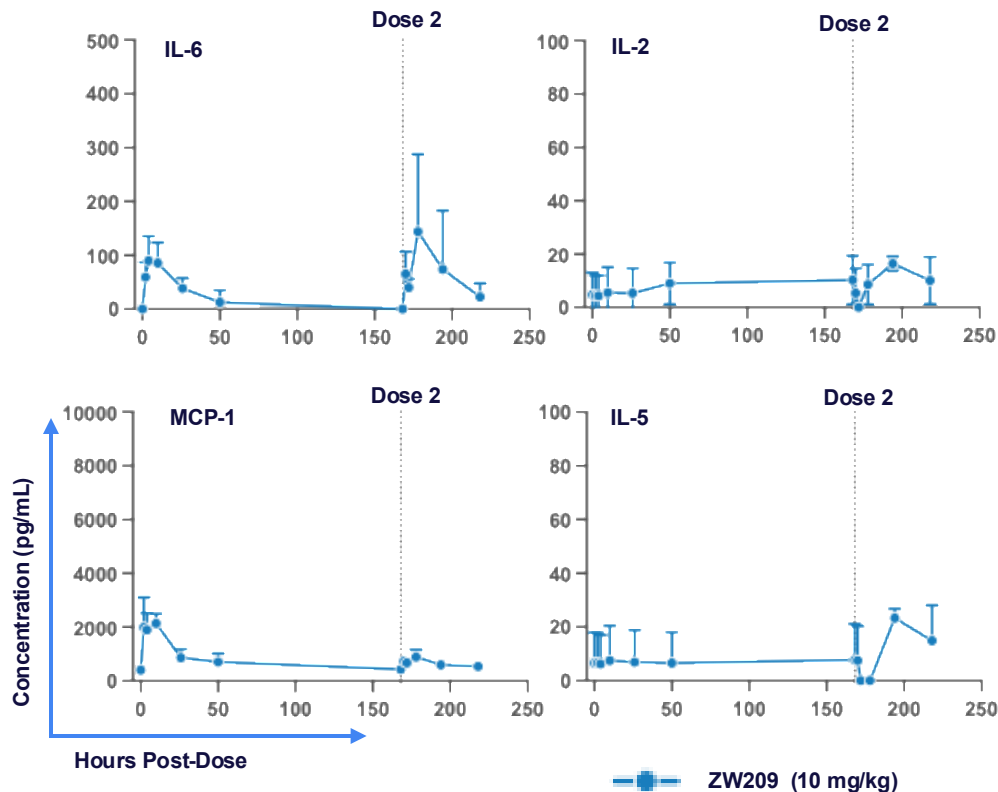 Dose 2
IL-6
500
400
300
200
100
0
0 50 100 150 200 250
Dose 2
IL-2
100
80
60
40
20
0
0 50 100 150 200 250
Dose 2
MCP-1
10000
8000
6000
4000
2000
0
0 50 100 150 200 250
Dose 2
IL-5
100
80
60
40
20
0
0 50 100 150 200 250
Concentration (pg/mL)
Hours Post-Dose
ZW209 (10 mg/kg)